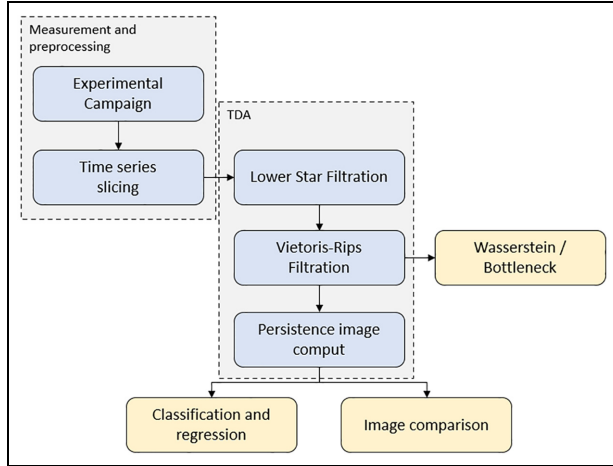 Measurement and
preprocessing
Experimental
Campaign
Time series
slicing
TDA
Lower Star Filtration
Vietoris-Rips
Filtration
Wasserstein /
Bottleneck
Persistence image
comput
Classification and
regression
Image comparison